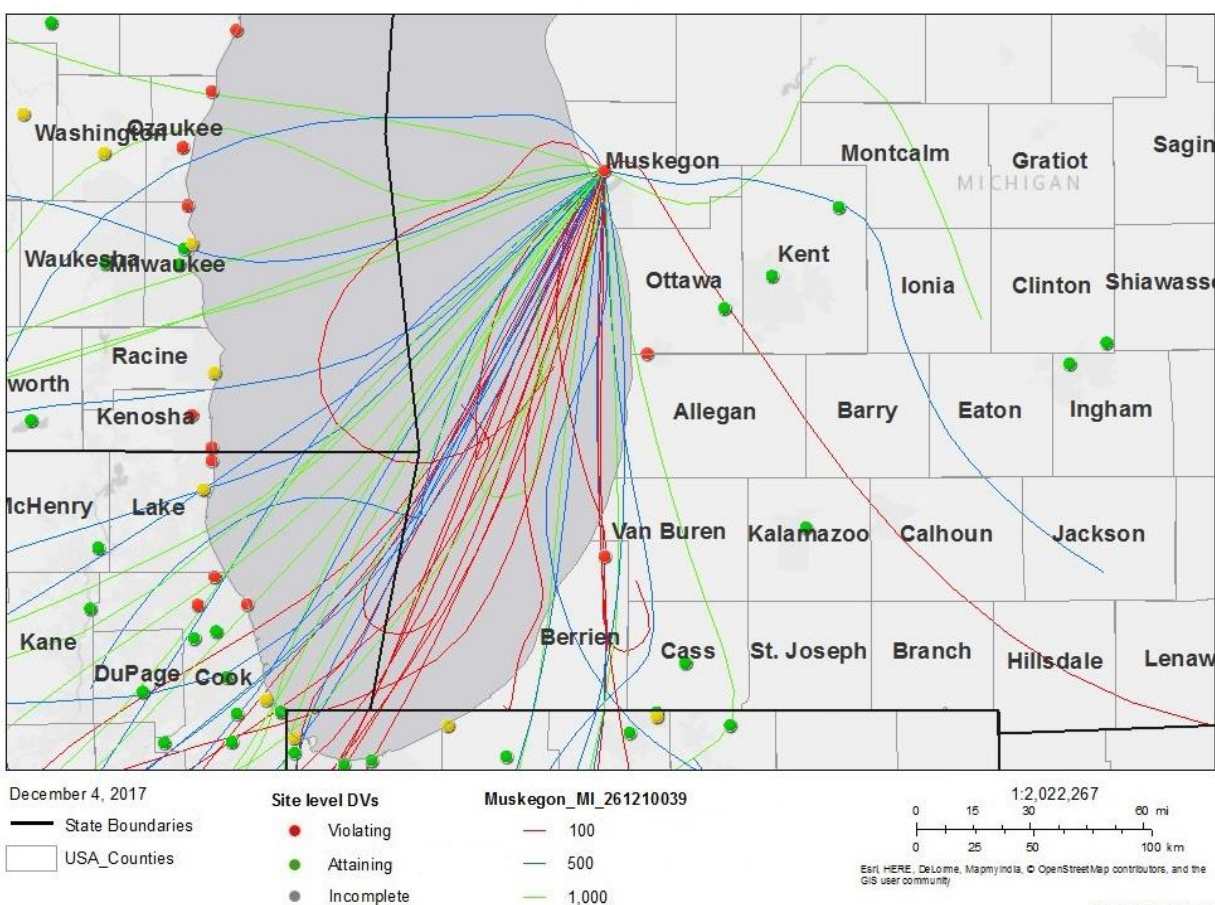 Muskegon
Ozaukee
Washington
Montcalm
Gratiot
Sagin
MICHIGAN
Waukesha
Milwaukee
Kent
Ottawa
Ionia
Clinton
Shiawasse
Racine
worth
Kenosha
Allegan
Barry
Eaton
Ingham
McHenry
Lake
Van Buren
Kalamazoo
Calhoun
Jackson
Kane
Berrien
Cass
St. Joseph
Branch
Hillsdale
Lenaw
DuPage
Cook
December 4, 2017
State Boundaries
USA_Counties
Site level DVs
Violating
Attaining
Incomplete
Muskegon_MI_261210039
100
500
1,000
1:2,022,267
0 15 30 60 mi
0 25 50 100 km
Esri, HERE, DeLorme, MapmyIndia, © OpenStreetMap contributors, and the
GIS user community